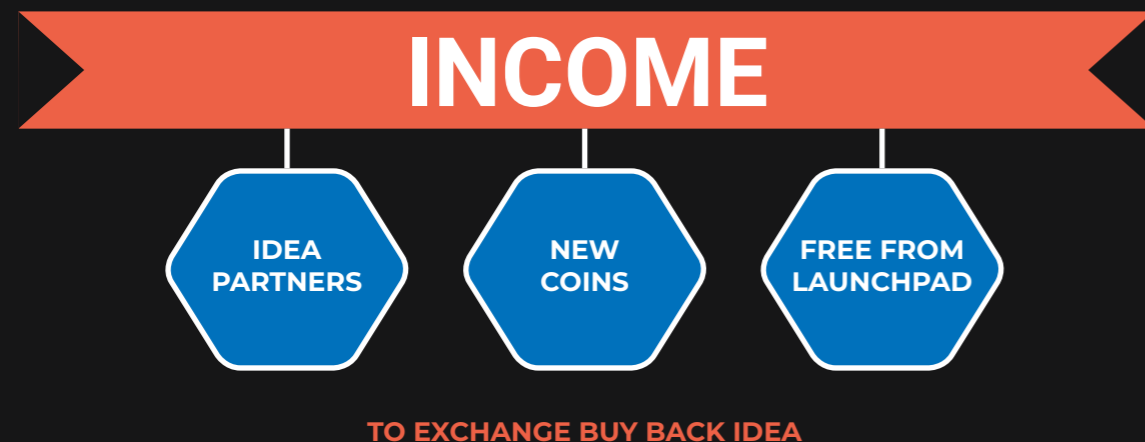 INCOME
IDEA
PARTNERS
NEW
COINS
FREE FROM
LAUNCHPAD
TO EXCHANGE BUY BACK IDEA